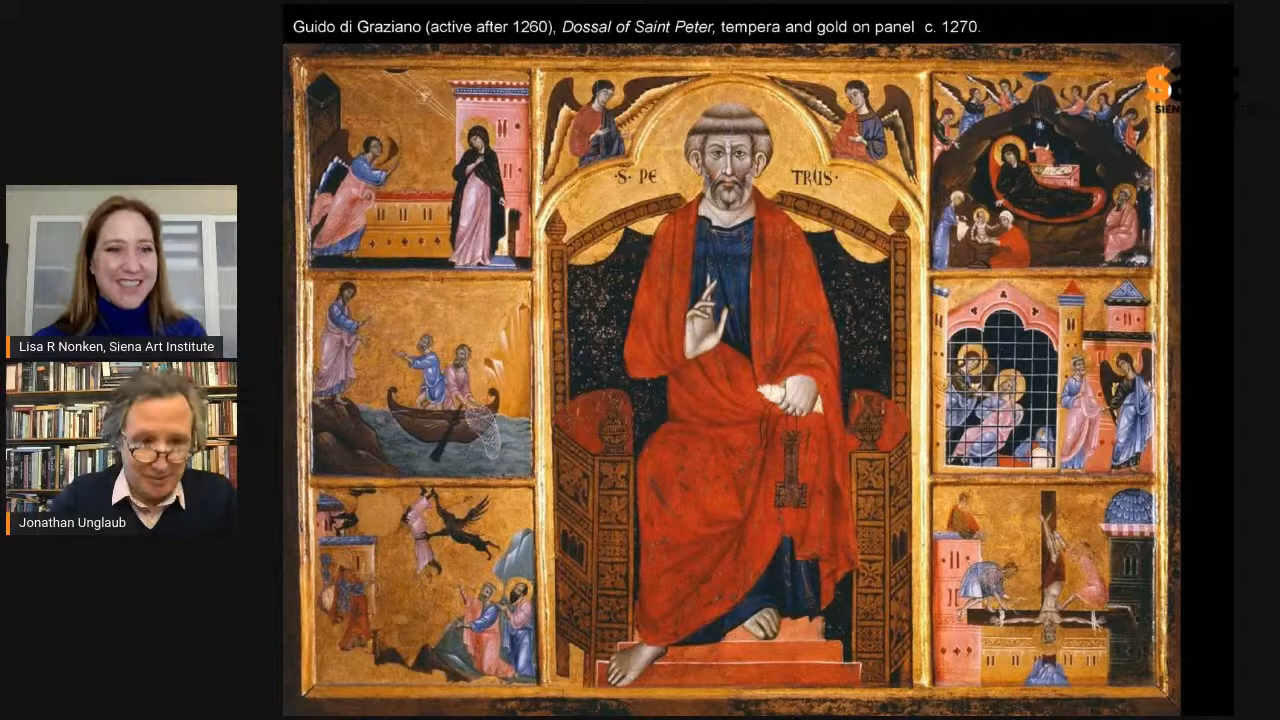 Guido di Graziano (active after 1260), Dossal of Saint Peter, tempera and gold on panel c. 1270.
SIEN
·S· PE TRUS·
Lisa R Nonken, Siena Art Institute
Jonathan Unglaub